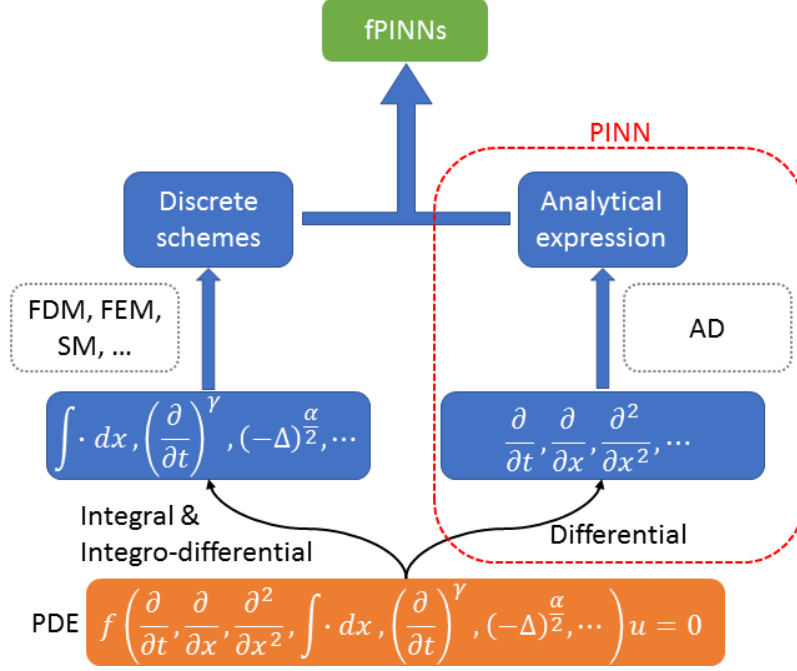 fPINNs
PINN
Discrete
schemes
Analytical
expression
FDM, FEM,
SM, ...
AD
∫· dx, (∂/∂t)^γ, (−Δ)^(α/2), ⋯
∂/∂t, ∂/∂x, ∂²/∂x², ...
Integral &
Integro-differential
Differential
PDE
f(∂/∂t, ∂/∂x, ∂²/∂x², ∫· dx, (∂/∂t)^γ, (−Δ)^(α/2), ⋯)u = 0